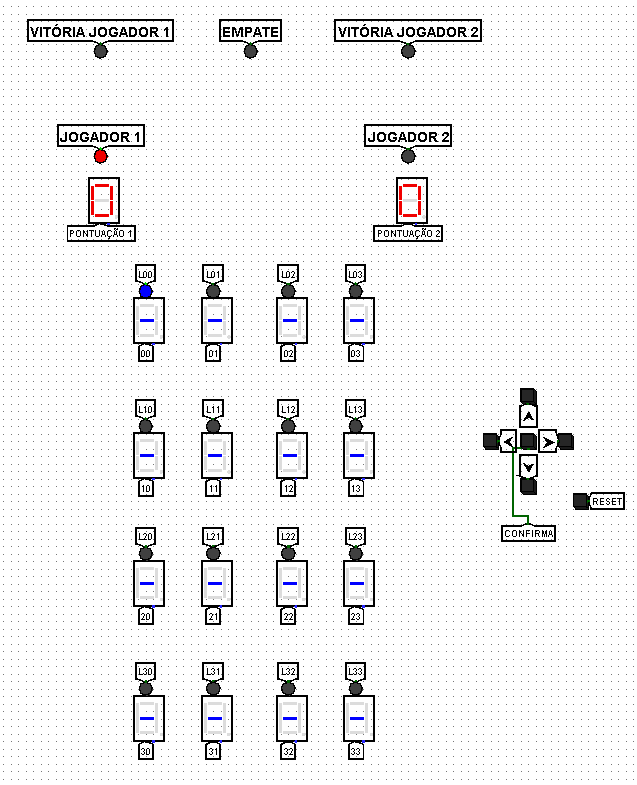 VITÓRIA JOGADOR 1 EMPATE VITÓRIA JOGADOR 2
JOGADOR 1 JOGADOR 2
0 0
PONTUAÇÃO 1 PONTUAÇÃO 2
L00 L01 L02 L03
00 01 02 03
L10 L11 L12 L13
10 11 12 13
RESET
L20 L21 L22 L23
CONFIRMA
20 21 22 23
L30 L31 L32 L33
30 31 32 33